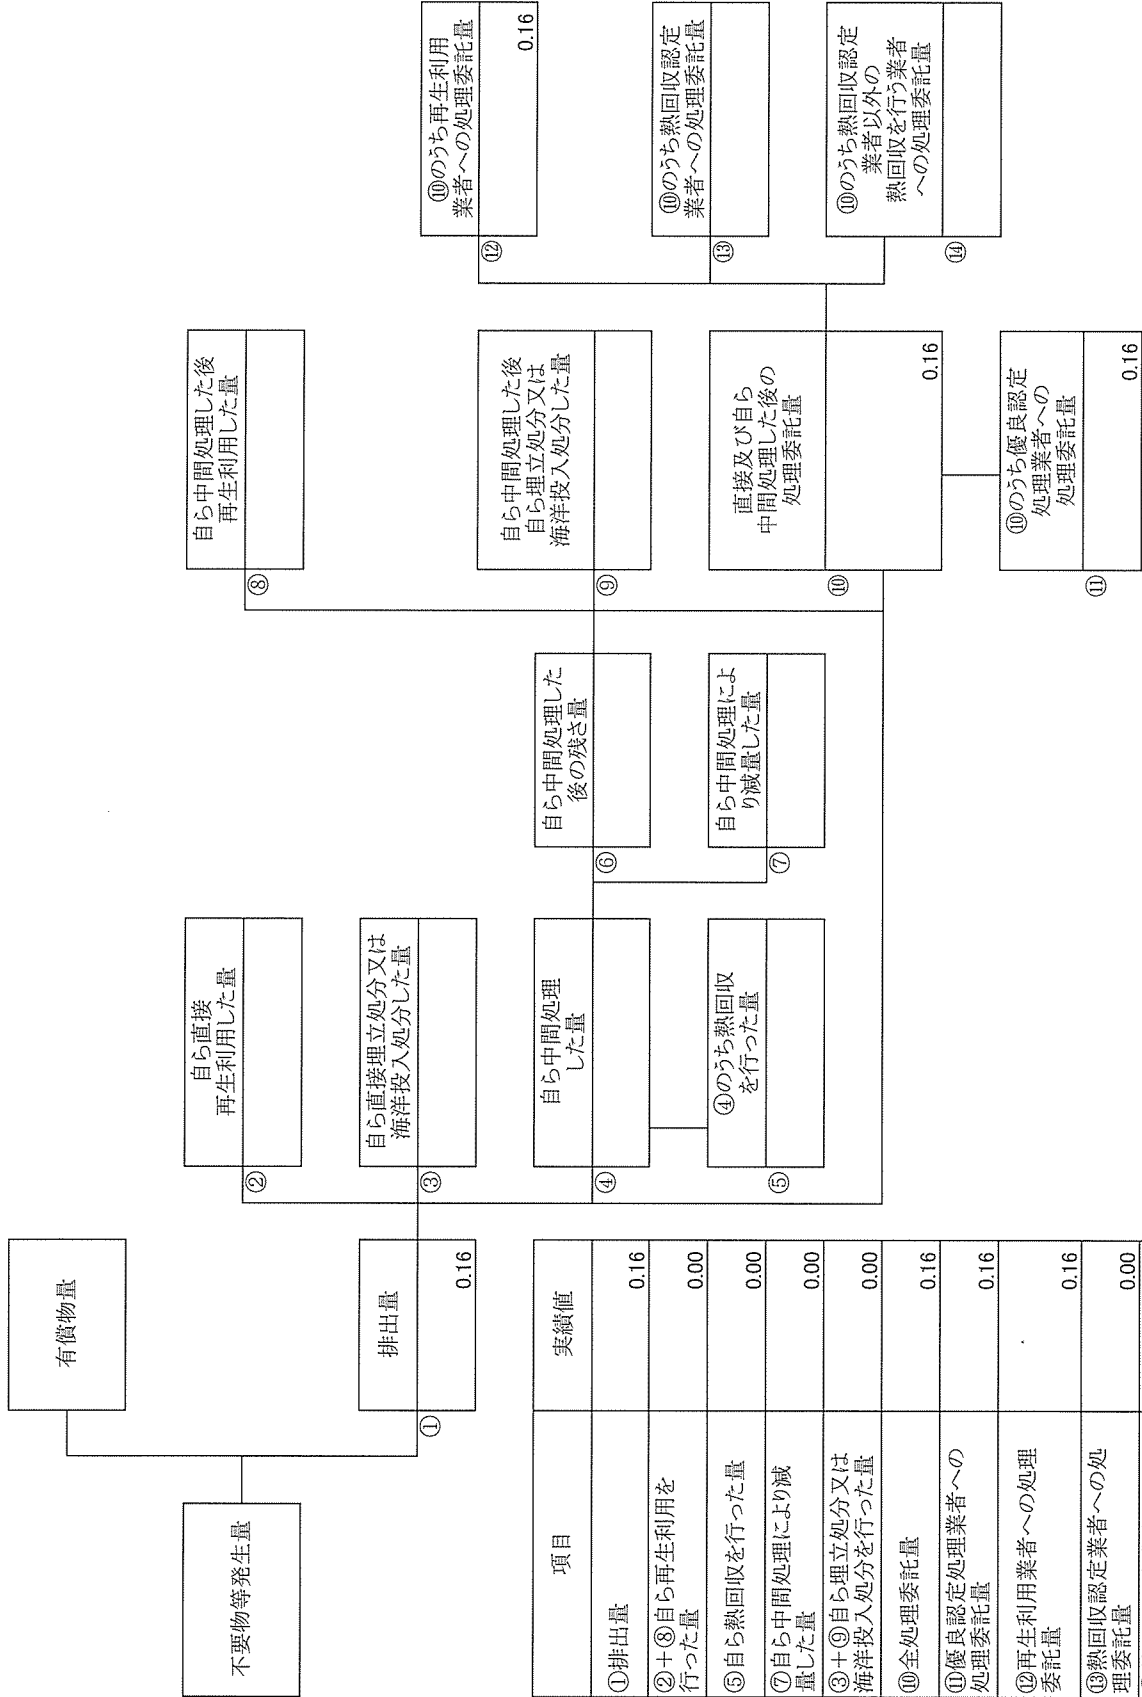 不要物等発生量
有償物量
排出量
①
0.16
自ら直接
再生利用した量
②
自ら直接埋立処分又は
海洋投入処分した量
③
自ら中間処理
した量
④
④のうち熱回収
を行った量
⑤
自ら中間処理した
後の残さ量
⑥
自ら中間処理によ
り減量した量
⑦
自ら中間処理した後
再生利用した量
⑧
自ら中間処理した後
自ら埋立処分又は
海洋投入処分した量
⑨
直接及び自ら
中間処理した後の
処理委託量
⑩
0.16
⑩のうち優良認定
処理業者への
処理委託量
⑪
0.16
⑩のうち再生利用
業者への処理委託量
⑫
0.16
⑩のうち熱回収認定
業者への処理委託量
⑬
⑩のうち熱回収認定
業者以外の
熱回収を行う業者
への処理委託量
⑭
項目 実績値
①排出量 0.16
②+⑧自ら再生利用を
行った量 0.00
⑤自ら熱回収を行った量 0.00
⑦自ら中間処理により減
量した量 0.00
③+⑨自ら埋立処分又は
海洋投入処分を行った量 0.00
⑩全処理委託量 0.16
⑪優良認定処理業者への
処理委託量 0.16
⑫再生利用業者への処理
委託量 0.16
⑬熱回収認定業者への処
理委託量 0.00